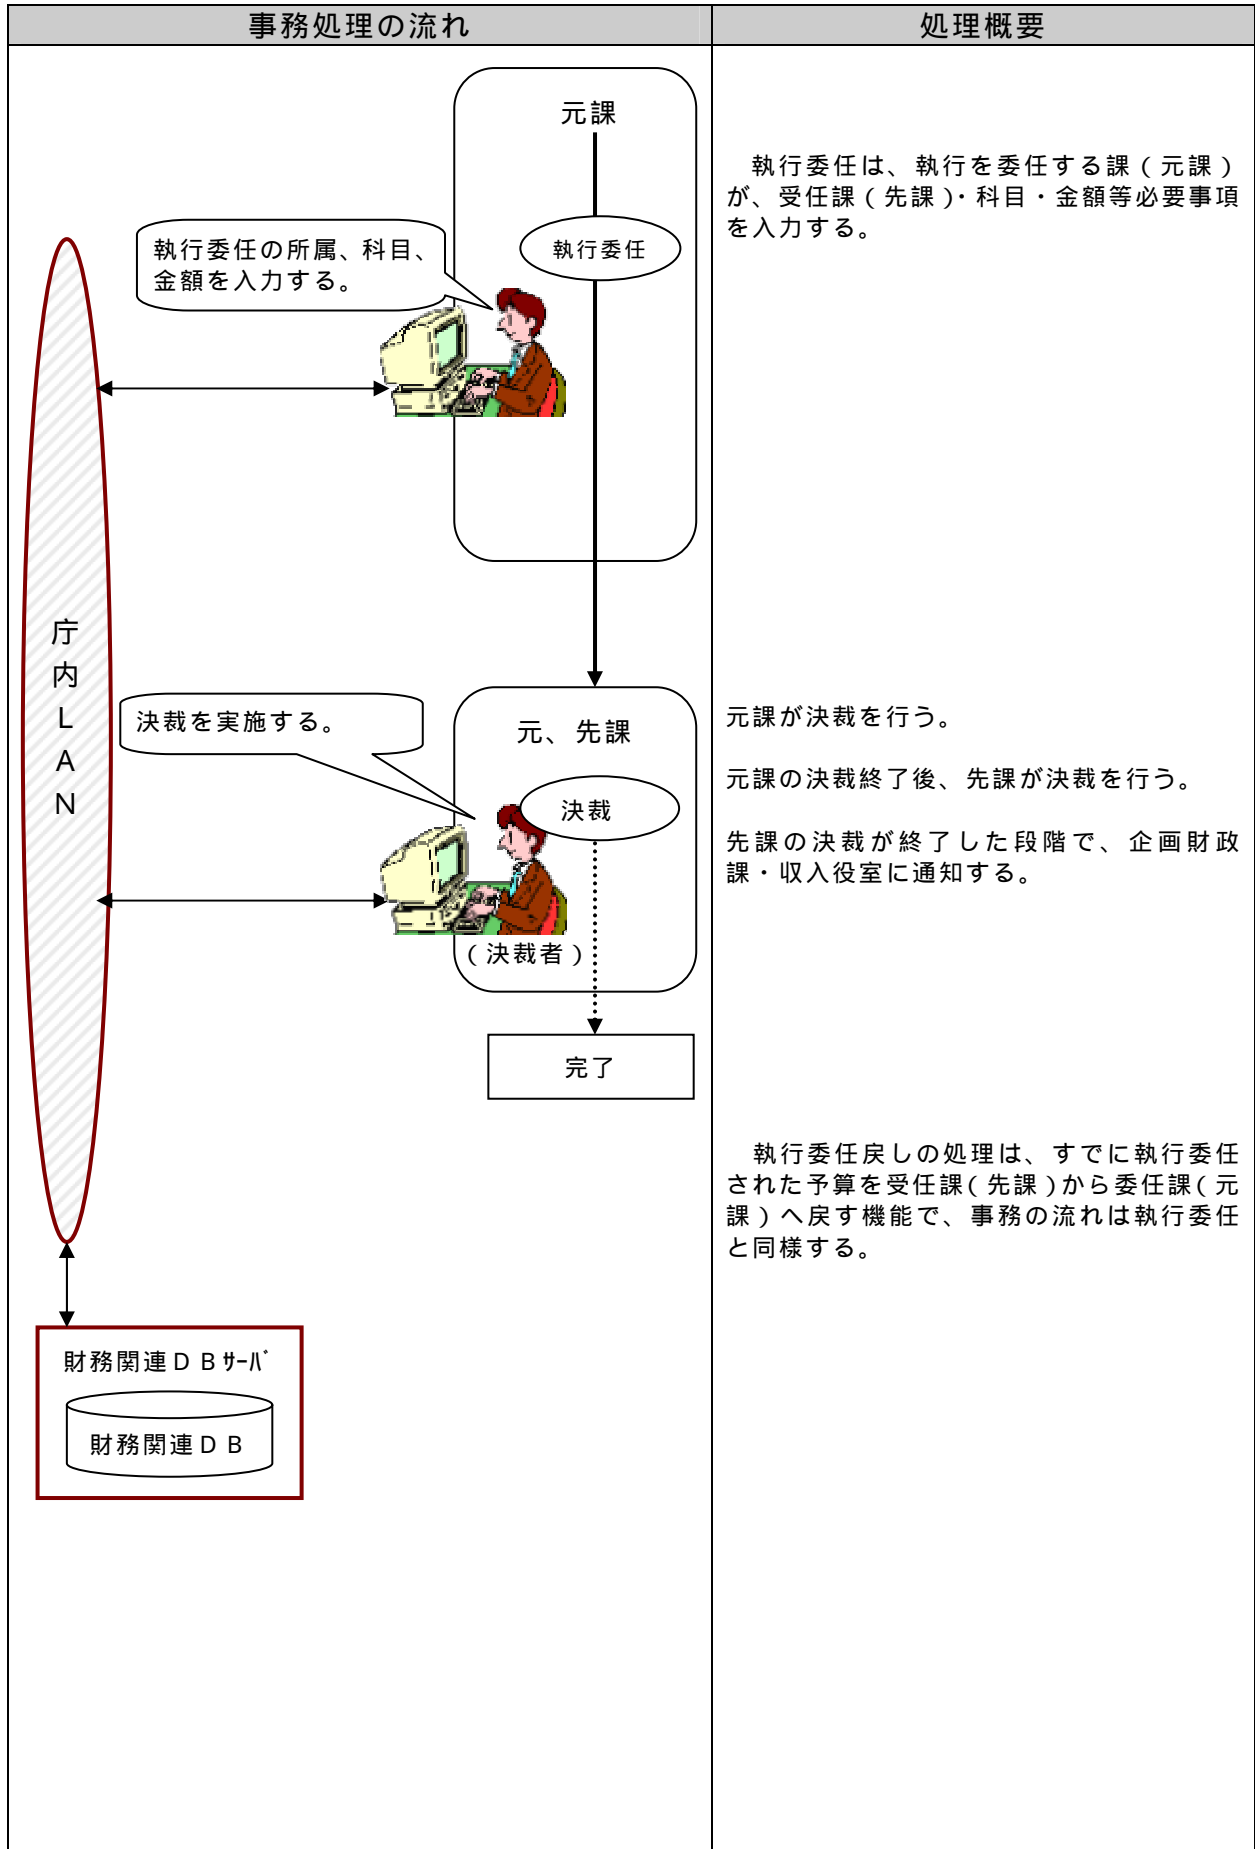 事務処理の流れ
処理概要
元課
執行委任は、執行を委任する課（元課）
が、受任課（先課）・科目・金額等必要事項
を入力する。
執行委任の所属、科目、
金額を入力する。
執行委任
庁
内
Ｌ
Ａ
Ｎ
決裁を実施する。
元、先課
決裁
（決裁者）
元課が決裁を行う。
元課の決裁終了後、先課が決裁を行う。
先課の決裁が終了した段階で、企画財政
課・収入役室に通知する。
完了
執行委任戻しの処理は、すでに執行委任
された予算を受任課（先課）から委任課（元
課）へ戻す機能で、事務の流れは執行委任
と同様する。
財務関連ＤＢｻｰﾊﾞ
財務関連ＤＢ